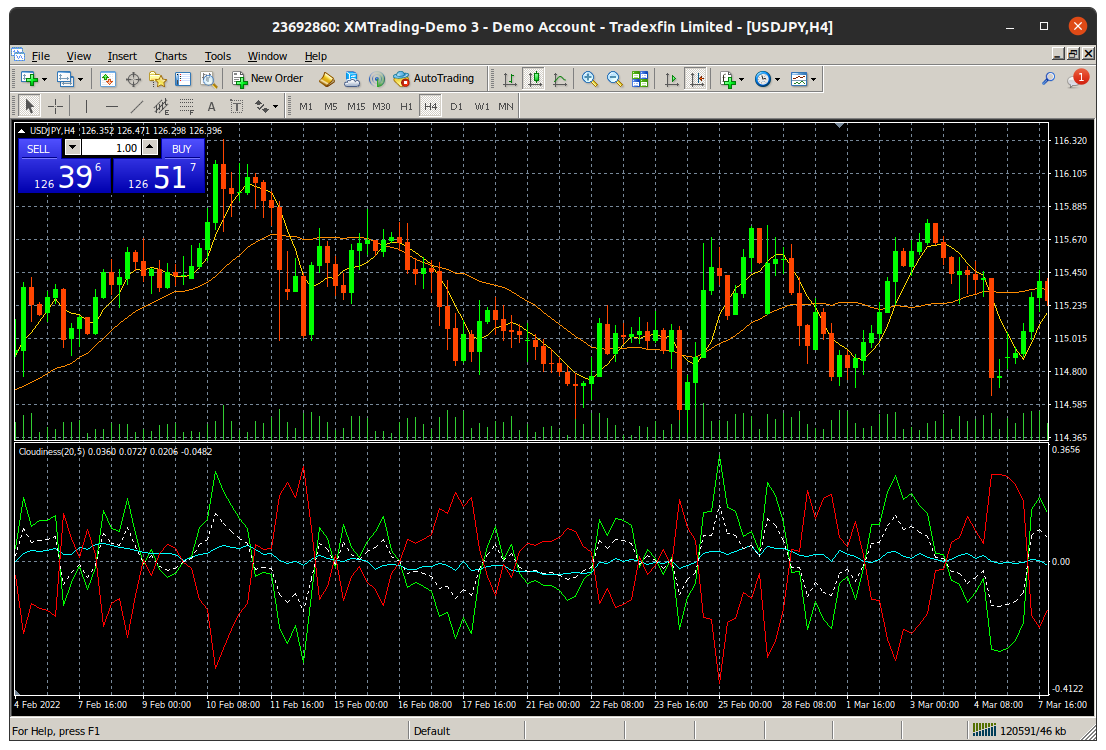 23692860: XMTrading-Demo 3 - Demo Account - Tradexfin Limited - [USDJPY,H4]
File View Insert Charts Tools Window Help
New Order AutoTrading 1
A T M1 M5 M15 M30 H1 H4 D1 W1 MN
USDJPY,H4 126.352 126.471 126.298 126.396
SELL 1.00 BUY
126 39 6 126 51 7
116.320
116.105
115.885
115.670
115.450
115.235
115.015
114.800
114.585
114.365
Cloudiness(20,5) 0.0360 0.0727 0.0206 -0.0482
0.3656
0.00
-0.4122
4 Feb 2022 7 Feb 16:00 9 Feb 00:00 10 Feb 08:00 11 Feb 16:00 15 Feb 00:00 16 Feb 08:00 17 Feb 16:00 21 Feb 00:00 22 Feb 08:00 23 Feb 16:00 25 Feb 00:00 28 Feb 08:00 1 Mar 16:00 3 Mar 00:00 4 Mar 08:00 7 Mar 16:00
For Help, press F1 Default 120591/46 kb